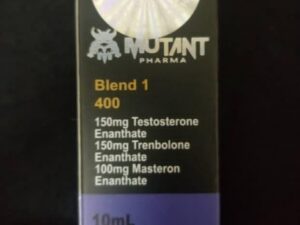 MUTANT
PHARMA
Blend 1
400
150mg Testosterone
Enanthate
150mg Trenbolone
Enanthate
100mg Masteron
Enanthate
10mL